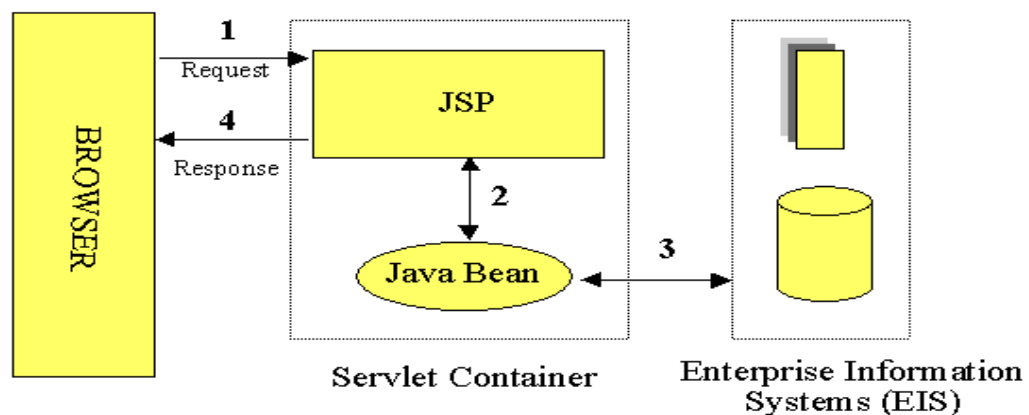 1
Request
4
Response
BROWSER
JSP
2
Java Bean
3
Servlet Container
Enterprise Information
Systems (EIS)